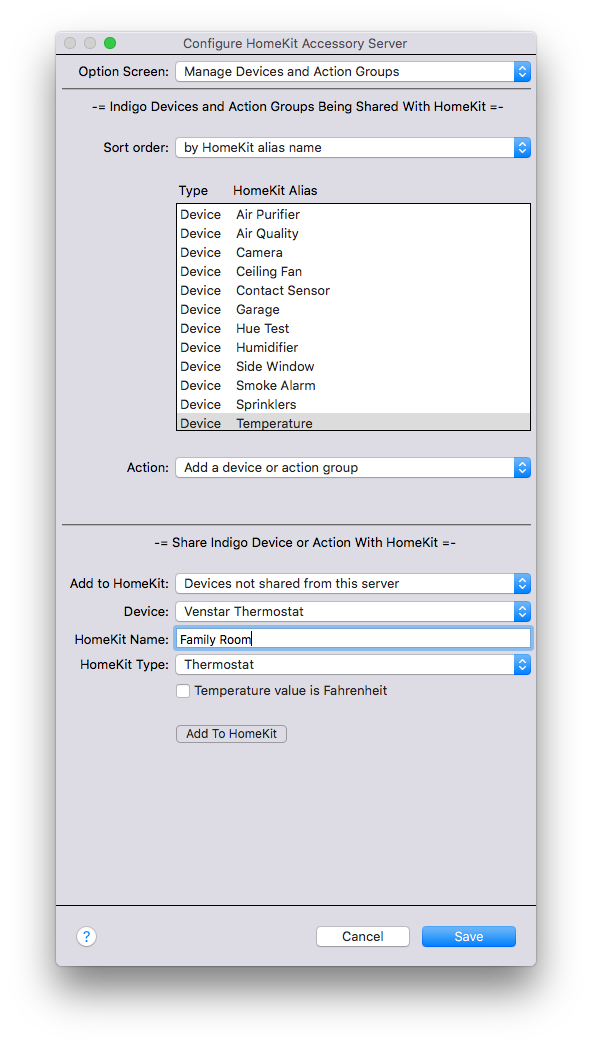 Configure HomeKit Accessory Server
Option Screen: Manage Devices and Action Groups
-= Indigo Devices and Action Groups Being Shared With HomeKit =-
Sort order: by HomeKit alias name
Type HomeKit Alias
Device Air Purifier
Device Air Quality
Device Camera
Device Ceiling Fan
Device Contact Sensor
Device Garage
Device Hue Test
Device Humidifier
Device Side Window
Device Smoke Alarm
Device Sprinklers
Device Temperature
Action: Add a device or action group
-= Share Indigo Device or Action With HomeKit =-
Add to HomeKit: Devices not shared from this server
Device: Venstar Thermostat
HomeKit Name: Family Room
HomeKit Type: Thermostat
Temperature value is Fahrenheit
Add To HomeKit
? Cancel Save